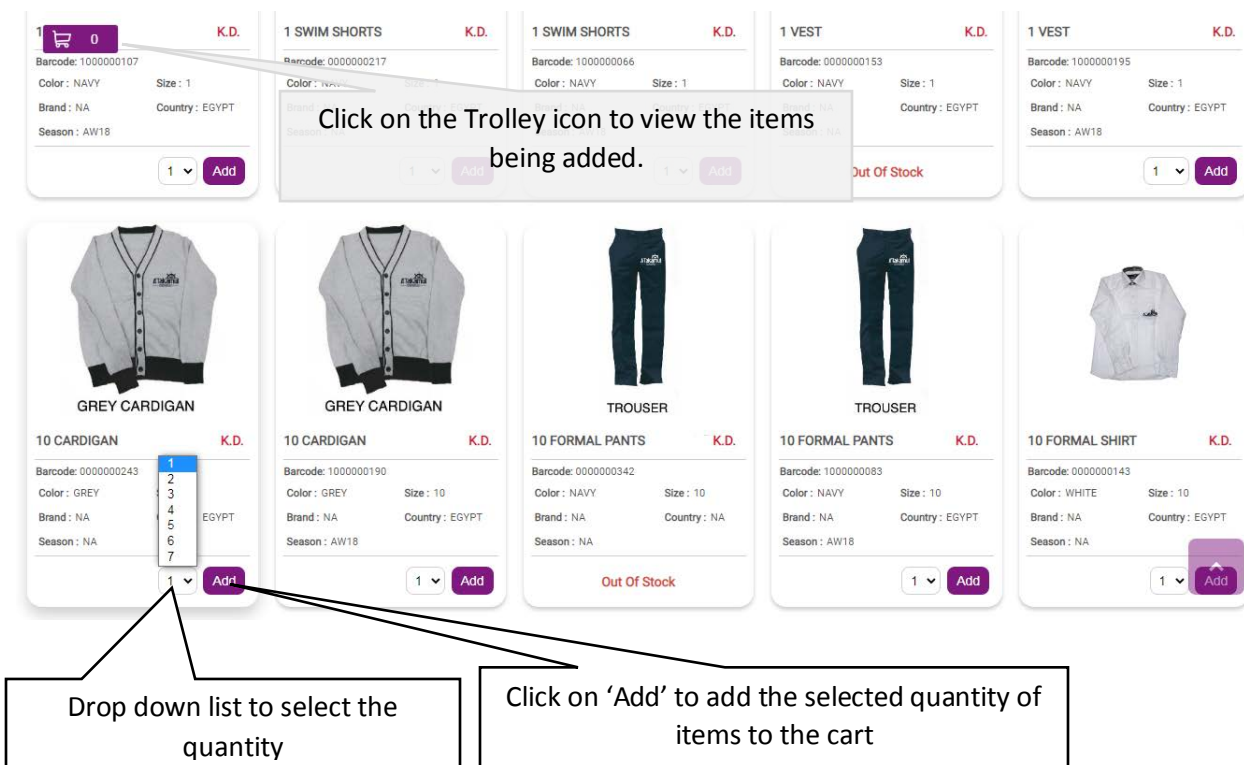 1
0
K.D.
Barcode: 1000000107
Color : NAVY Size : 1
Brand : NA Country : EGYPT
Season : AW18
1 Add
1 SWIM SHORTS K.D.
Barcode: 0000000217
Color : NAVY
1 SWIM SHORTS K.D.
Barcode: 1000000066
Color : NAVY Size : 1
1 VEST K.D.
Barcode: 0000000153
Color : NAVY Size : 1
Country : EGYPT
Out Of Stock
1 VEST K.D.
Barcode: 1000000195
Color : NAVY Size : 1
Brand : NA Country : EGYPT
Season : AW18
1 Add
Click on the Trolley icon to view the items
being added.
GREY CARDIGAN
10 CARDIGAN K.D.
Barcode: 0000000243
Color : GREY
Brand : NA EGYPT
Season : NA
1
2
3
4
5
6
7
1 Add
GREY CARDIGAN
10 CARDIGAN K.D.
Barcode: 1000000190
Color : GREY Size : 10
Brand : NA Country : EGYPT
Season : AW18
1 Add
TROUSER
10 FORMAL PANTS K.D.
Barcode: 0000000342
Color : NAVY Size : 10
Brand : NA Country : NA
Season : NA
Out Of Stock
TROUSER
10 FORMAL PANTS K.D.
Barcode: 1000000083
Color : NAVY Size : 10
Brand : NA Country : EGYPT
Season : AW18
1 Add
10 FORMAL SHIRT K.D.
Barcode: 0000000143
Color : WHITE Size : 10
Brand : NA Country : EGYPT
Season : NA
1 Add
Drop down list to select the
quantity
Click on ‘Add’ to add the selected quantity of
items to the cart